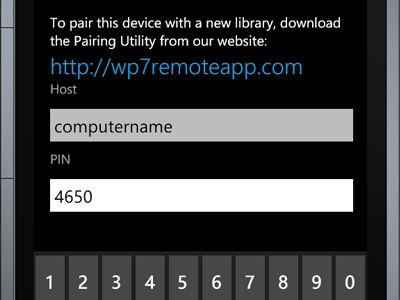 To pair this device with a new library, download
the Pairing Utility from our website:
http://wp7remoteapp.com
Host
computername
PIN
4650
1 2 3 4 5 6 7 8 9 0